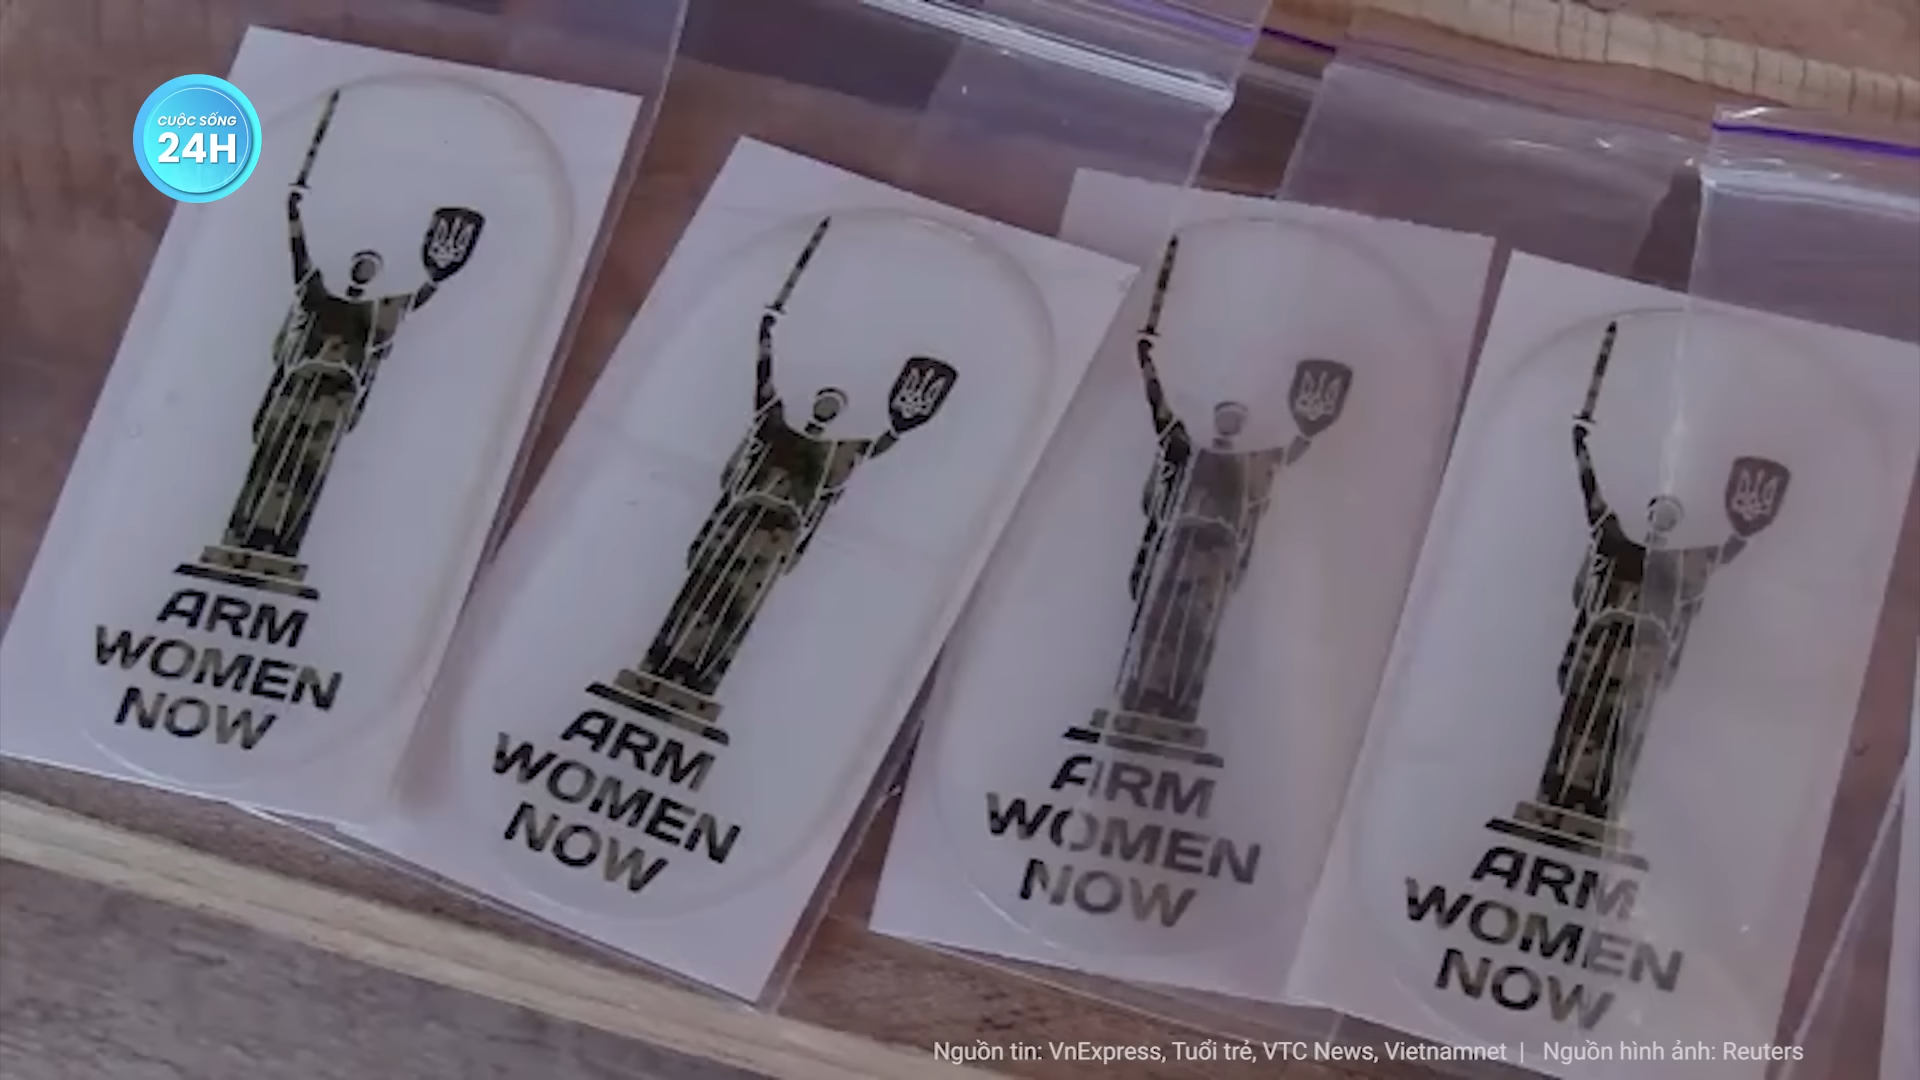 CUỘC SỐNG
24H
ARM
WOMEN
NOW
ARM
WOMEN
NOW
ARM
WOMEN
NOW
ARM
WOMEN
NOW
Nguồn tin: VnExpress, Tuổi trẻ, VTC News, Vietnamnet | Nguồn hình ảnh: Reuters